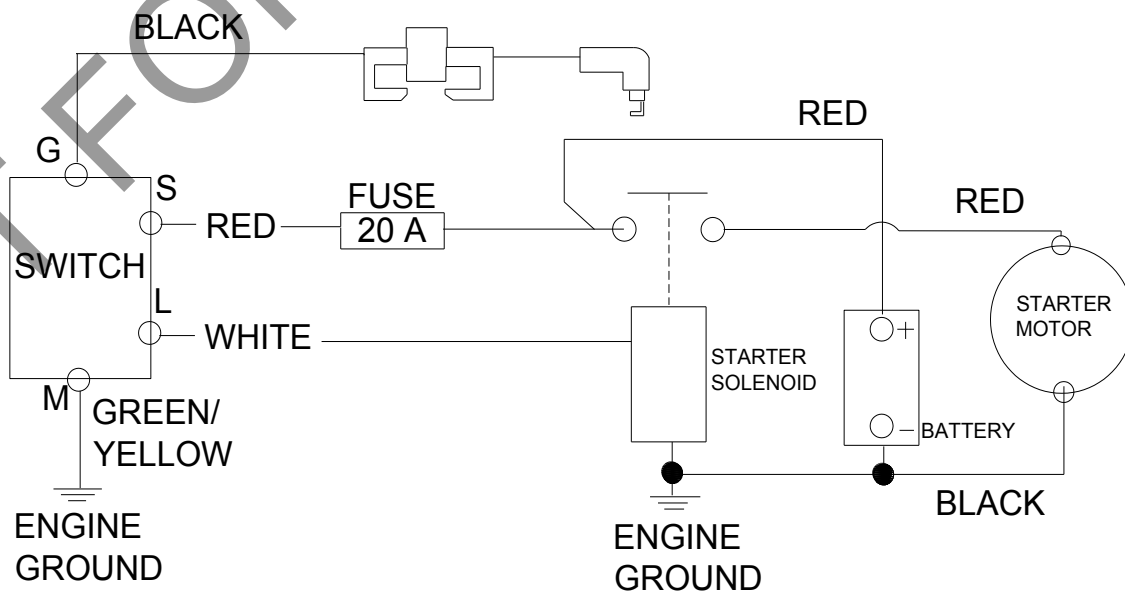 BLACK
RED
G
S
FUSE
RED
RED
20 A
SWITCH
STARTER
MOTOR
L
WHITE
+
STARTER
SOLENOID
M
GREEN/
YELLOW
– BATTERY
BLACK
ENGINE
GROUND
ENGINE
GROUND
T FOR